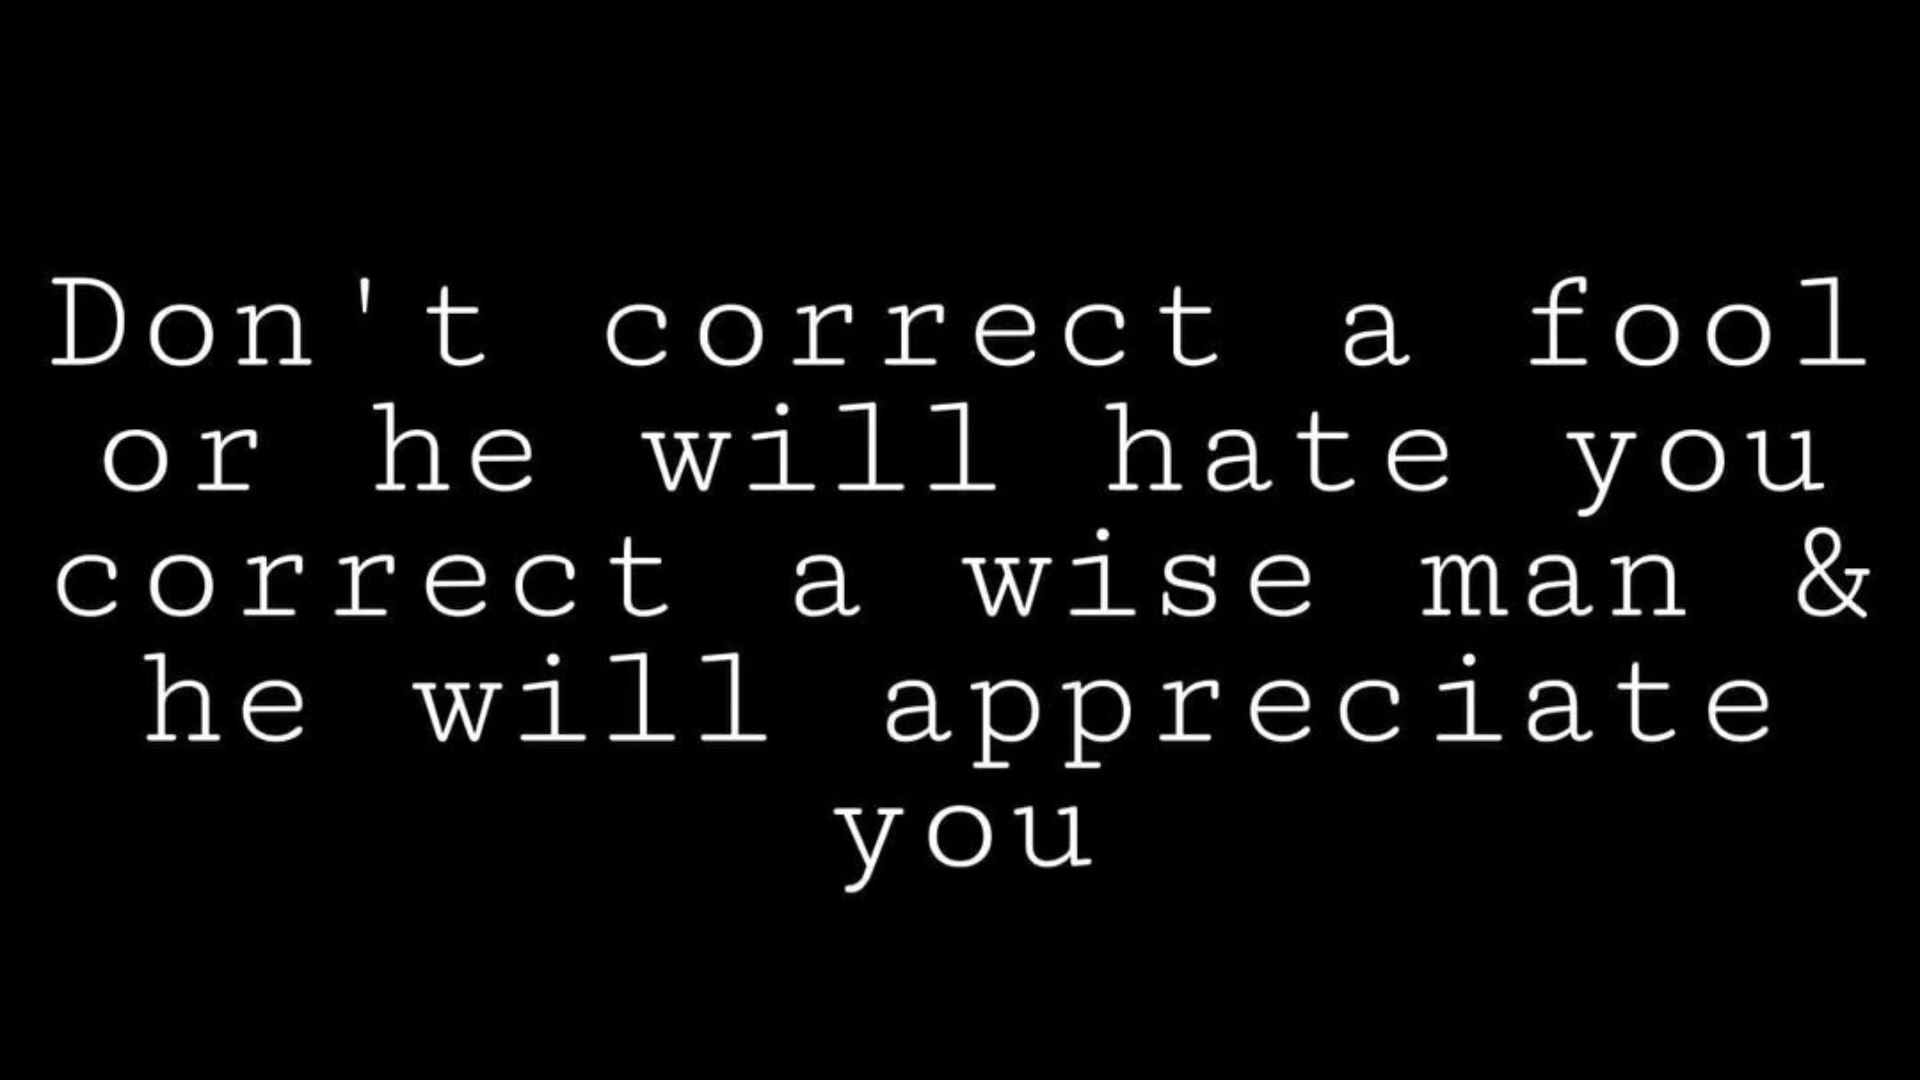 Don't correct a fool
or he will hate you
correct a wise man &
he will appreciate
you